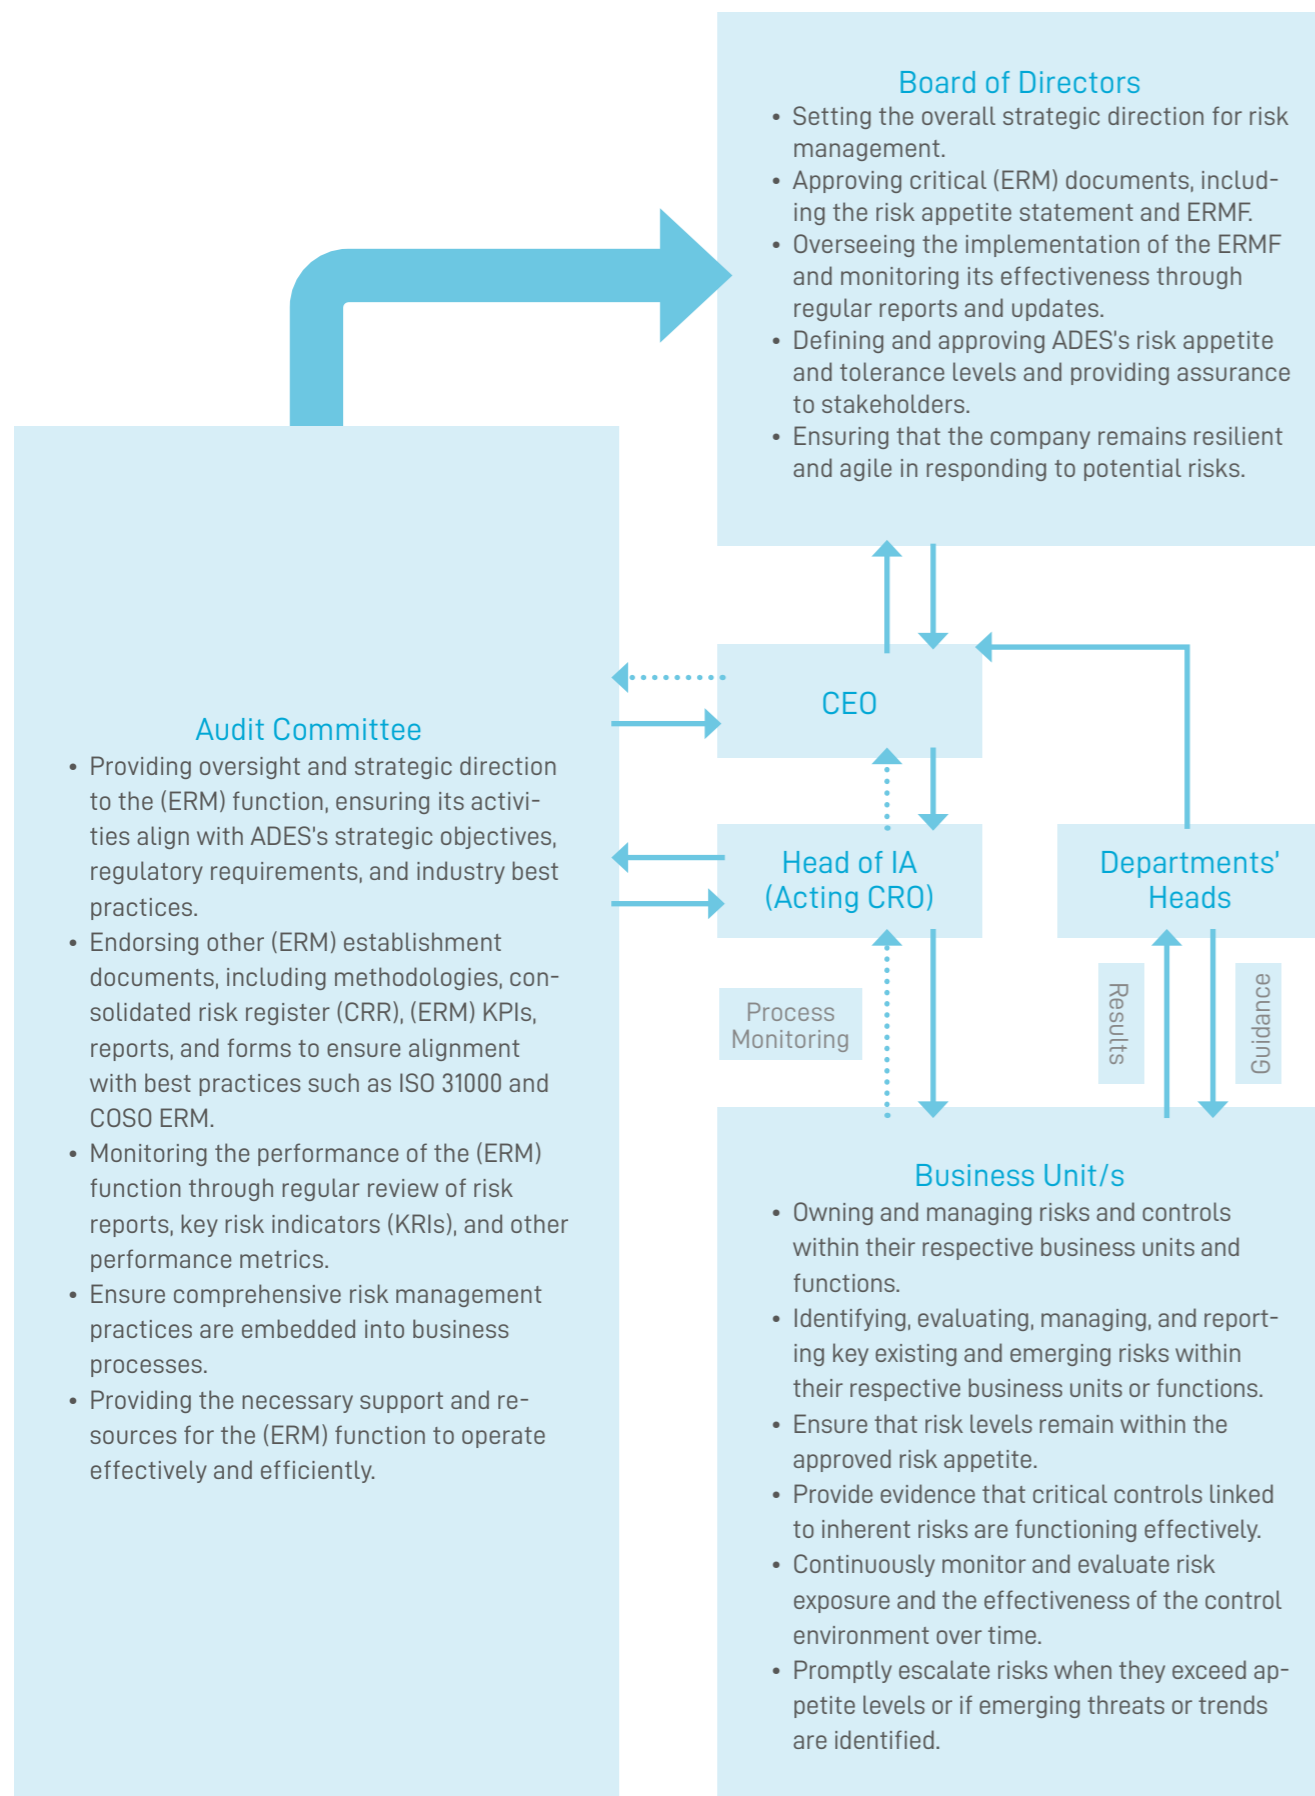 Board of Directors
• Setting the overall strategic direction for risk
management.
• Approving critical (ERM) documents, includ-
ing the risk appetite statement and ERMF.
• Overseeing the implementation of the ERMF
and monitoring its effectiveness through
regular reports and updates.
• Defining and approving ADES's risk appetite
and tolerance levels and providing assurance
to stakeholders.
• Ensuring that the company remains resilient
and agile in responding to potential risks.
Audit Committee
• Providing oversight and strategic direction
to the (ERM) function, ensuring its activi-
ties align with ADES's strategic objectives,
regulatory requirements, and industry best
practices.
• Endorsing other (ERM) establishment
documents, including methodologies, con-
solidated risk register (CRR), (ERM) KPIs,
reports, and forms to ensure alignment
with best practices such as ISO 31000 and
COSO ERM.
• Monitoring the performance of the (ERM)
function through regular review of risk
reports, key risk indicators (KRIs), and other
performance metrics.
• Ensure comprehensive risk management
practices are embedded into business
processes.
• Providing the necessary support and re-
sources for the (ERM) function to operate
effectively and efficiently.
CEO
Head of IA
(Acting CRO)
Departments'
Heads
Process
Monitoring
Results
Guidance
Business Unit/s
• Owning and managing risks and controls
within their respective business units and
functions.
• Identifying, evaluating, managing, and report-
ing key existing and emerging risks within
their respective business units or functions.
• Ensure that risk levels remain within the
approved risk appetite.
• Provide evidence that critical controls linked
to inherent risks are functioning effectively.
• Continuously monitor and evaluate risk
exposure and the effectiveness of the control
environment over time.
• Promptly escalate risks when they exceed ap-
petite levels or if emerging threats or trends
are identified.